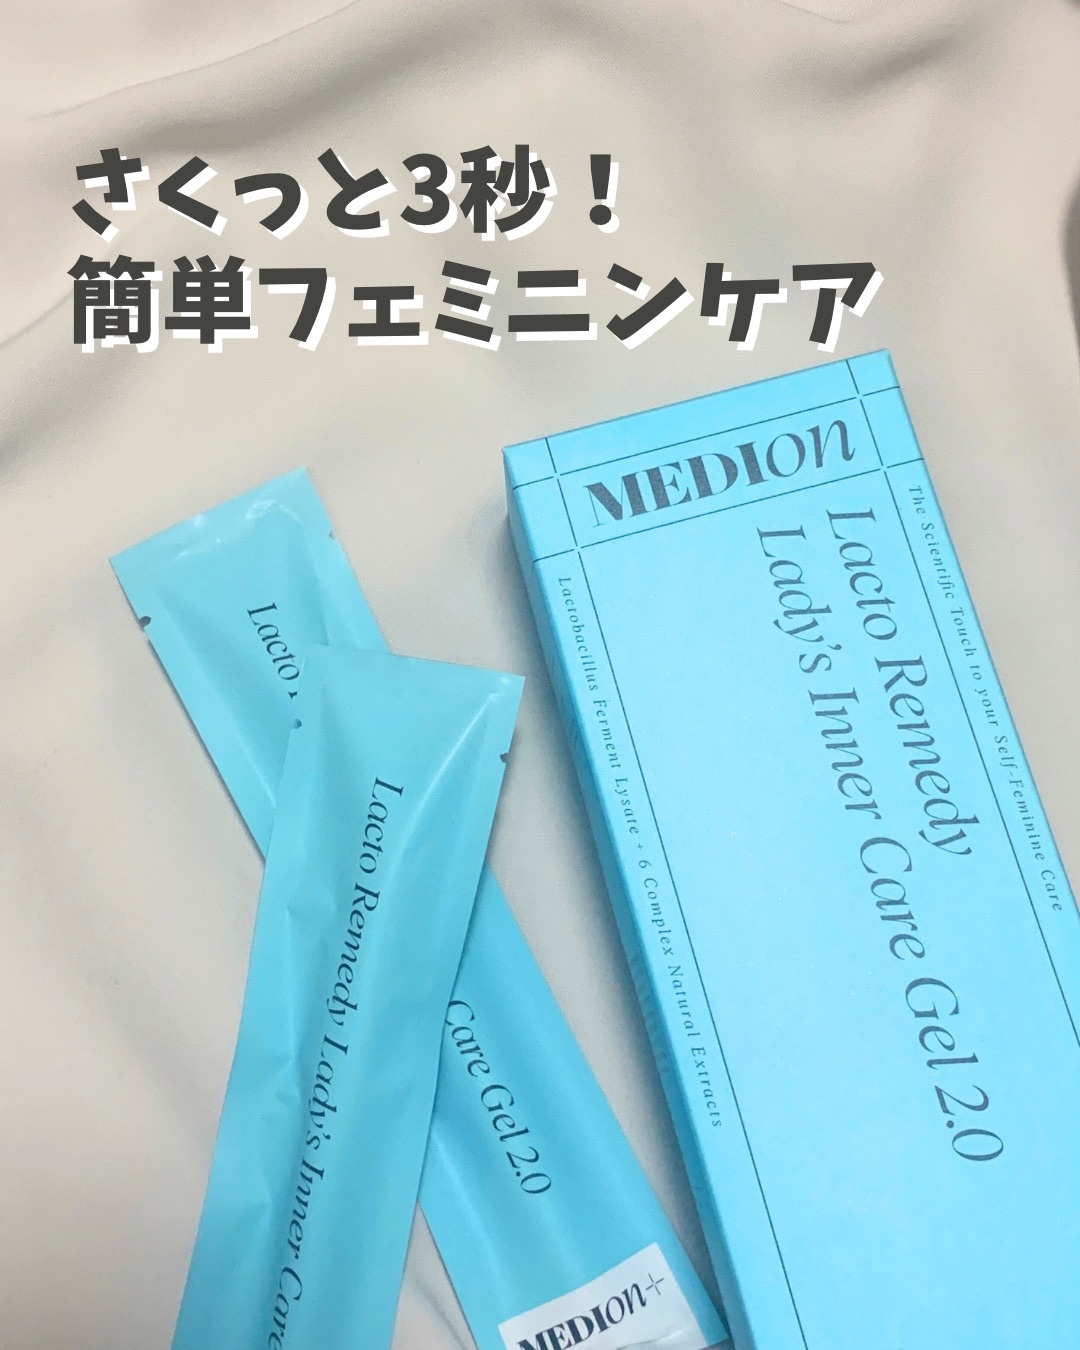 さくっと3秒！
簡単フェミニンケア
MEDION
Lacto Remedy
Lady's Inner Care Gel 2.0
The Scientific Touch to your Self-Feminine Care
Lactobacillus Ferment Lysate + 6 Complex Natural Extracts
Lacto
Care Gel 2.0
MEDION+
Lacto Remedy Lady's Inner Care